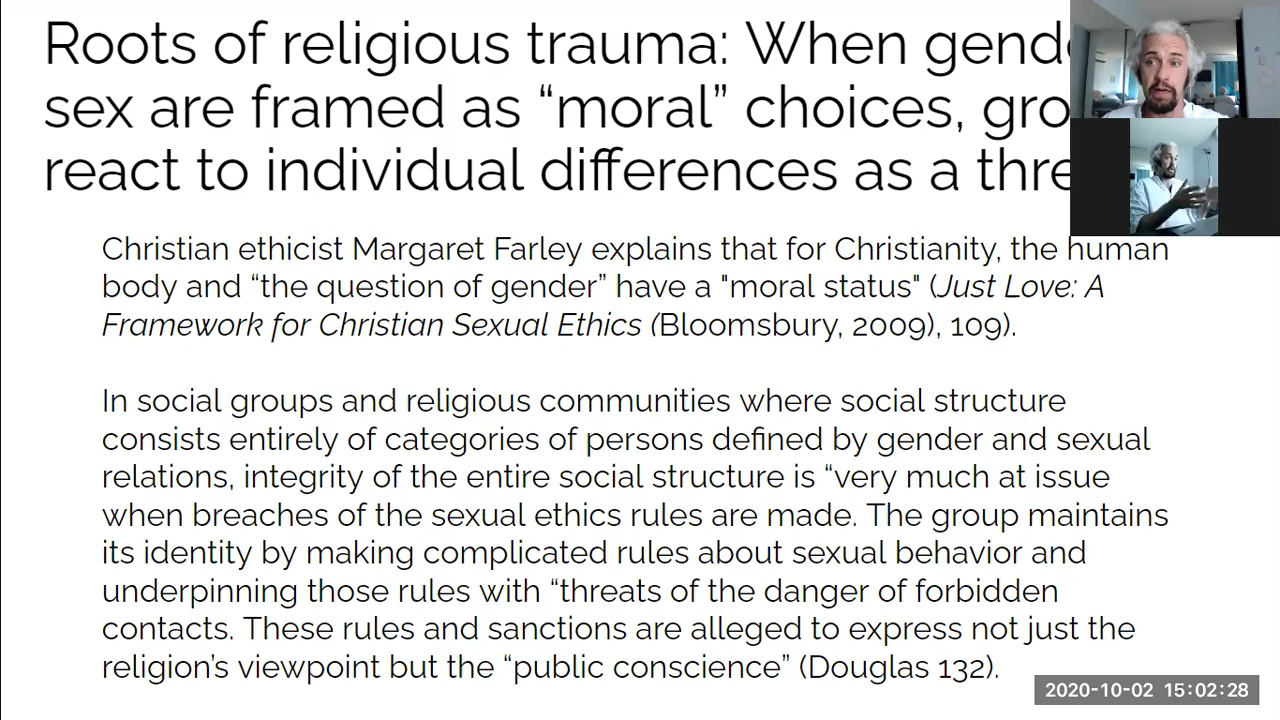 Roots of religious trauma: When
sex are framed as “moral” choices,
react to individual differences as a
Christian ethicist Margaret Farley explains that for Christianity, the human
body and “the question of gender” have a "moral status" (Just Love: A
Framework for Christian Sexual Ethics (Bloomsbury, 2009), 109).
In social groups and religious communities where social structure
consists entirely of categories of persons defined by gender and sexual
relations, integrity of the entire social structure is “very much at issue
when breaches of the sexual ethics rules are made. The group maintains
its identity by making complicated rules about sexual behavior and
underpinning those rules with “threats of the danger of forbidden
contacts. These rules and sanctions are alleged to express not just the
religion’s viewpoint but the “public conscience” (Douglas 132).
2020-10-02 15:02:28